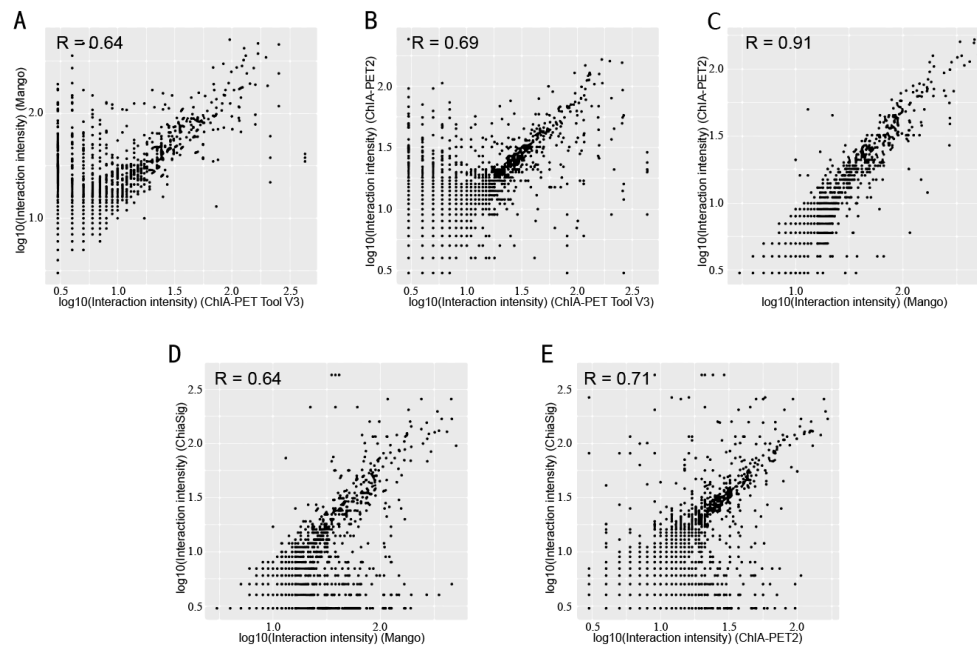 A
R = 0.64
log10(Interaction intensity) (Mango)
2.0
1.0
0.5
1.0
1.5
2.0
2.5
log10(Interaction intensity) (ChIA-PET Tool V3)
B
R = 0.69
log10(Interaction intensity) (ChIA-PET2)
2.0
1.5
1.0
0.5
0.5
1.0
1.5
2.0
2.5
log10(Interaction intensity) (ChIA-PET Tool V3)
C
R = 0.91
log10(Interaction intensity) (ChIA-PET2)
2.0
1.5
1.0
0.5
1.0
2.0
log10(Interaction intensity) (Mango)
D
R = 0.64
log10(Interaction intensity) (ChiaSig)
2.5
2.0
1.5
1.0
0.5
1.0
2.0
log10(Interaction intensity) (Mango)
E
R = 0.71
log10(Interaction intensity) (ChiaSig)
2.5
2.0
1.5
1.0
0.5
0.5
1.0
1.5
2.0
log10(Interaction intensity) (ChIA-PET2)